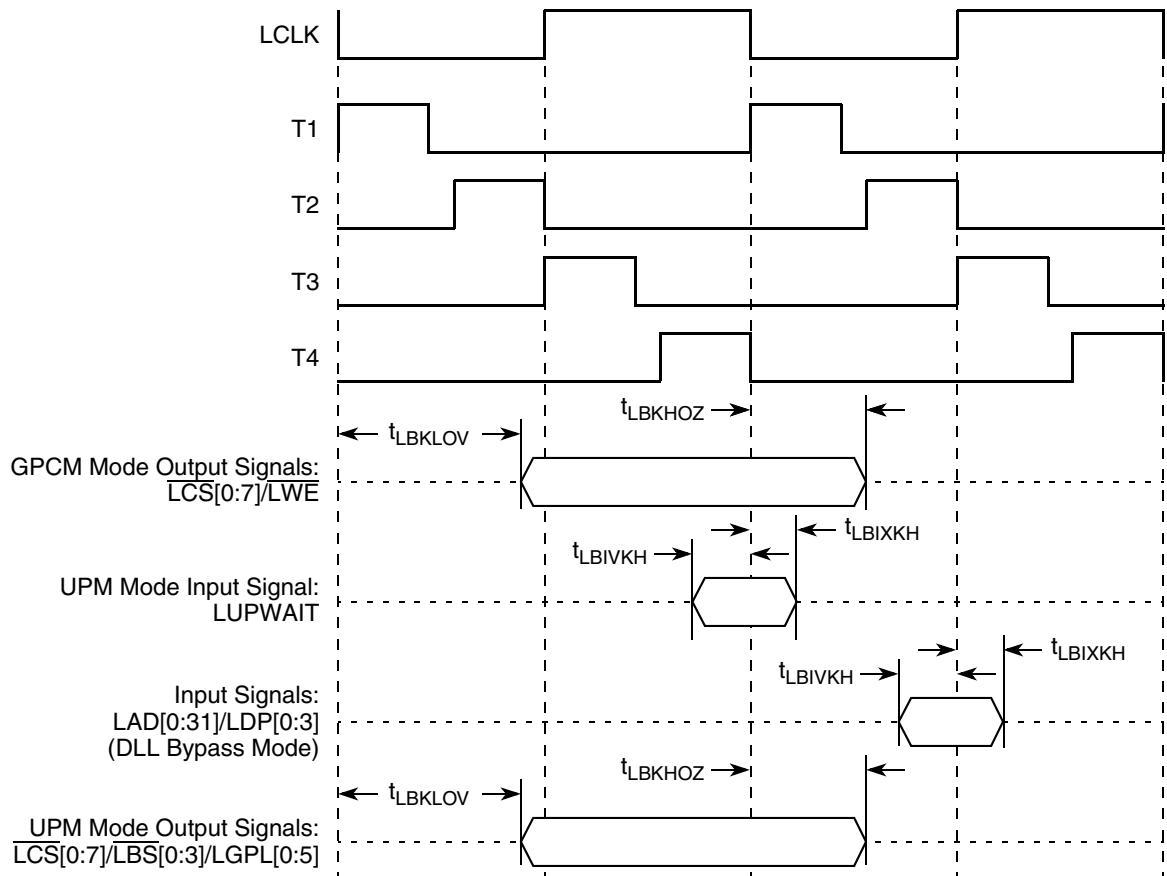 LCLK
T1
T2
T3
T4
tLBKHOZ
tLBKLOV
GPCM Mode Output Signals:
LCS[0:7]/LWE
tLBIXKH
tLBIVKH
UPM Mode Input Signal:
LUPWAIT
tLBIXKH
tLBIVKH
Input Signals:
LAD[0:31]/LDP[0:3]
(DLL Bypass Mode)
tLBKHOZ
tLBKLOV
UPM Mode Output Signals:
LCS[0:7]/LBS[0:3]/LGPL[0:5]